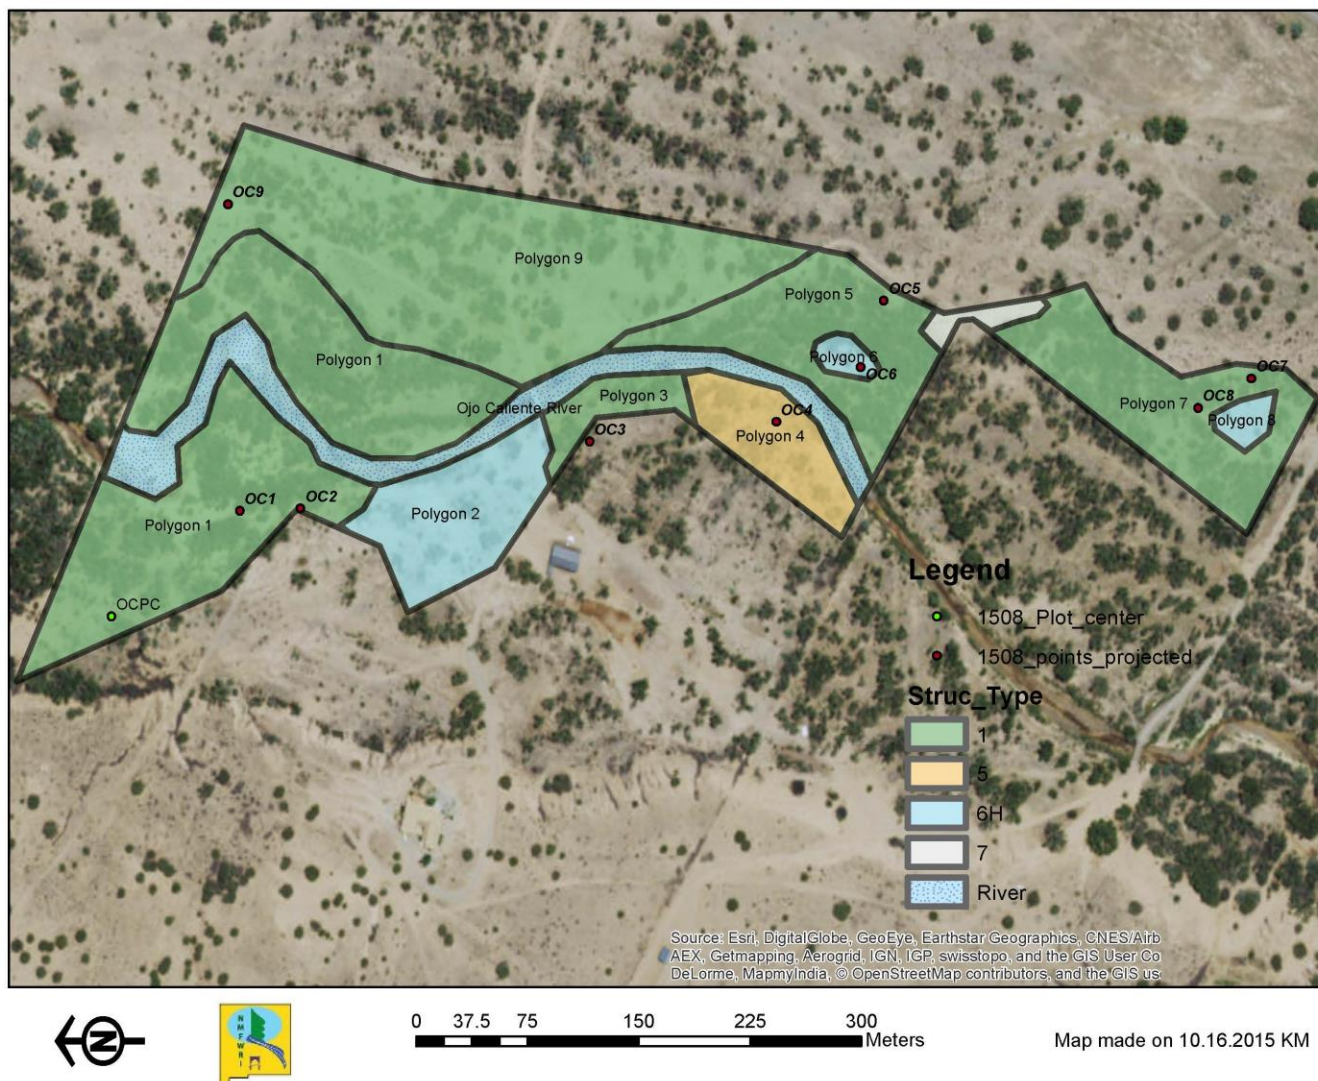 OC9
Polygon 9
Polygon 5
OC5
Polygon 1
Polygon 6
OC6
OC7
Polygon 3
OC8
Polygon 7
Ojo Caliente River
OC4
Polygon 8
Polygon 4
OC3
OC1
OC2
Polygon 2
Polygon 1
OCPC
Legend
1508_Plot_center
1508_points_projected
Struc_Type
1
5
6H
7
River
Source: Esri, DigitalGlobe, GeoEye, Earthstar Geographics, CNES/Airb
AEX, Getmapping, Aerogrid, IGN, IGP, swisstopo, and the GIS User Co
DeLorme, MapmyIndia, © OpenStreetMap contributors, and the GIS us
N
NMFWRI
0 37.5 75 150 225 300
Meters
Map made on 10.16.2015 KM